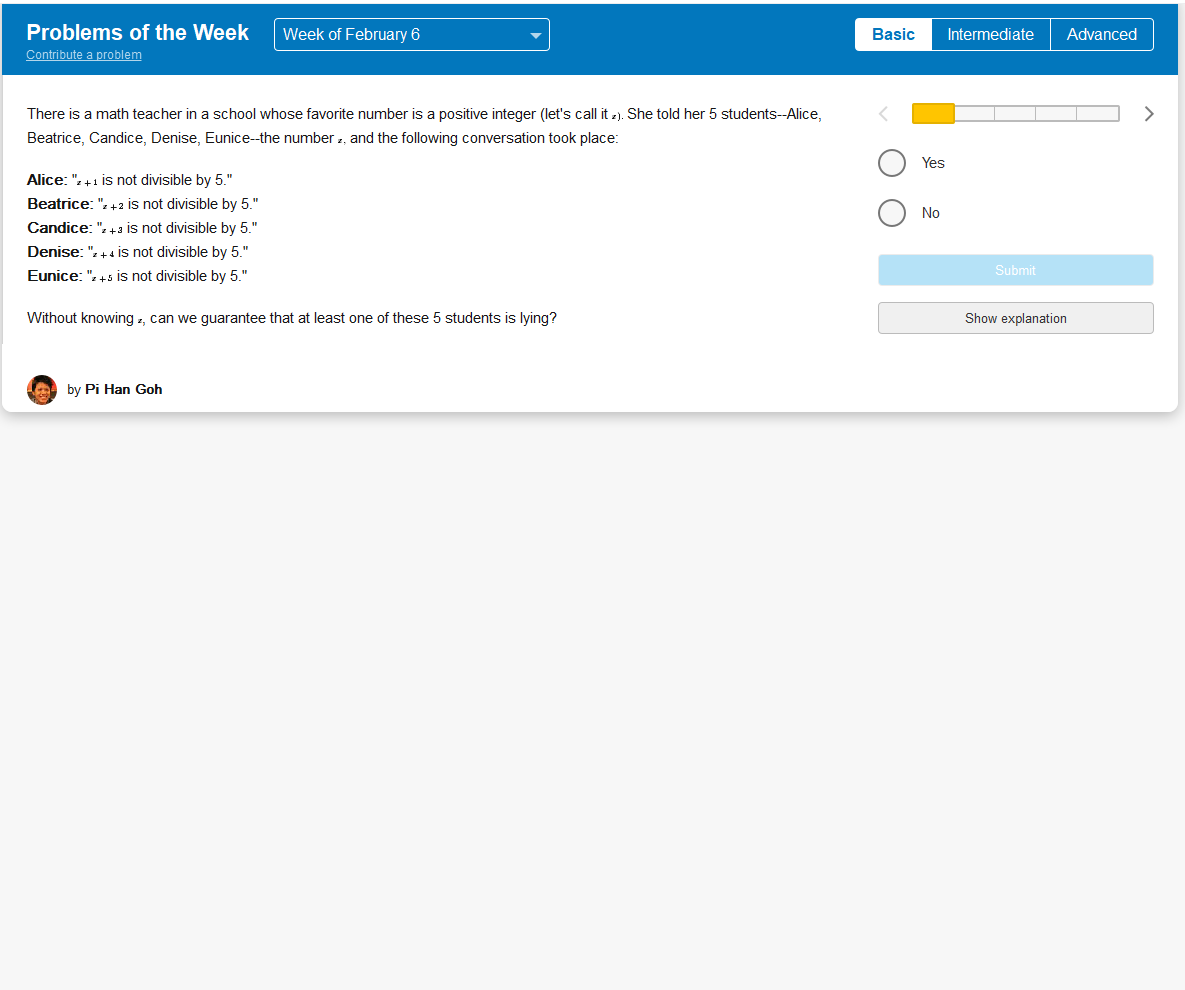 Problems of the Week
Week of February 6
Basic
Intermediate
Advanced
Contribute a problem
There is a math teacher in a school whose favorite number is a positive integer (let's call it z). She told her 5 students--Alice,
Beatrice, Candice, Denise, Eunice--the number z, and the following conversation took place:
Alice: "z + 1 is not divisible by 5."
Beatrice: "z + 2 is not divisible by 5."
Candice: "z + 3 is not divisible by 5."
Denise: "z + 4 is not divisible by 5."
Eunice: "z + 5 is not divisible by 5."
Without knowing z, can we guarantee that at least one of these 5 students is lying?
by Pi Han Goh
Yes
No
Submit
Show explanation